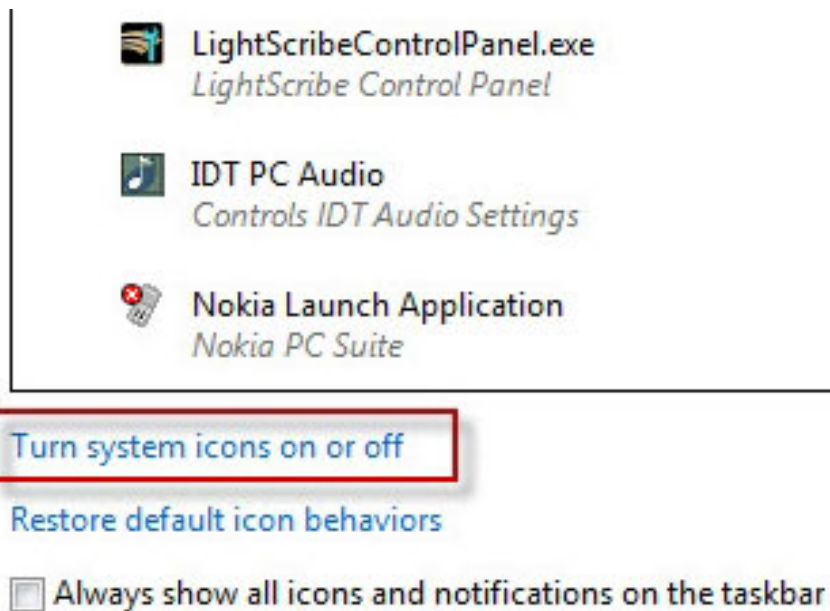 LightScribeControlPanel.exe
LightScribe Control Panel
IDT PC Audio
Controls IDT Audio Settings
Nokia Launch Application
Nokia PC Suite
Turn system icons on or off
Restore default icon behaviors
Always show all icons and notifications on the taskbar